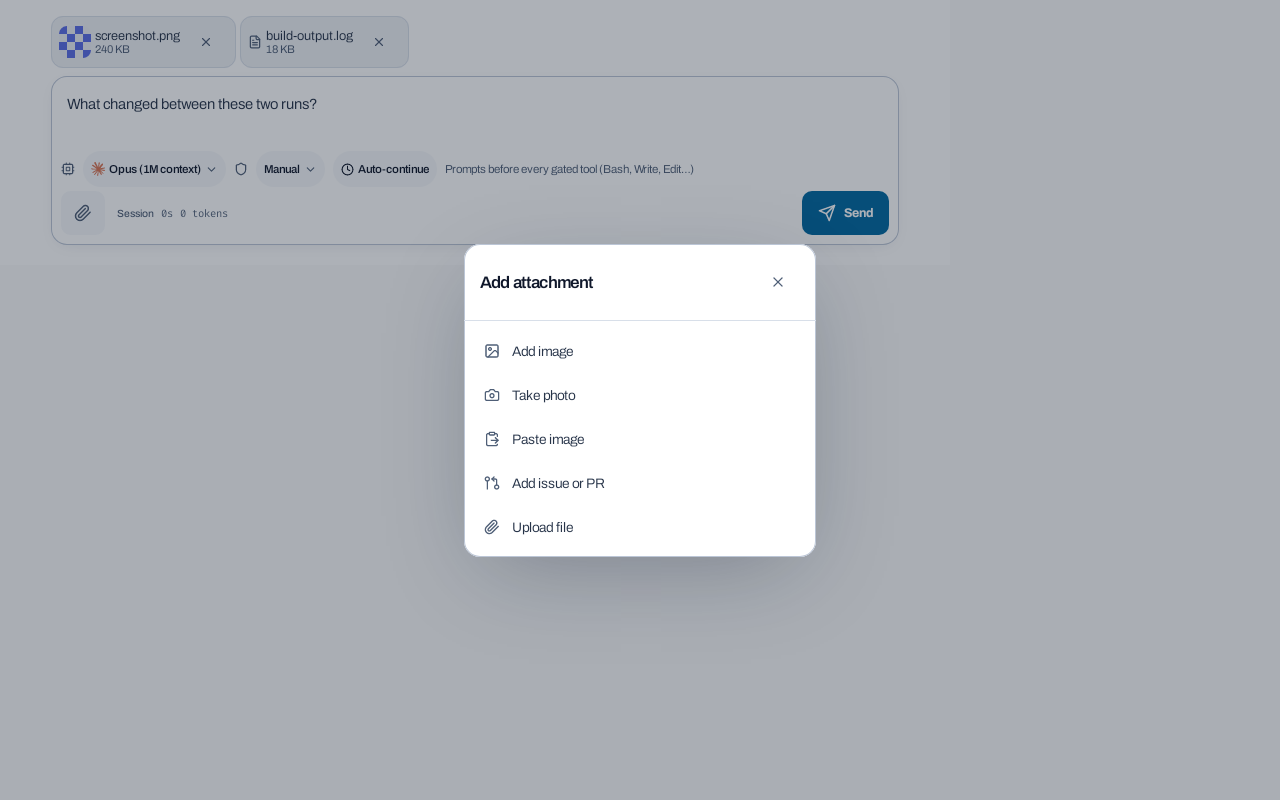 screenshot.png
240 KB
build-output.log
18 KB
What changed between these two runs?
Opus (1M context)
Manual
Auto-continue
Prompts before every gated tool (Bash, Write, Edit…)
Session 0s 0 tokens
Send
Add attachment
Add image
Take photo
Paste image
Add issue or PR
Upload file